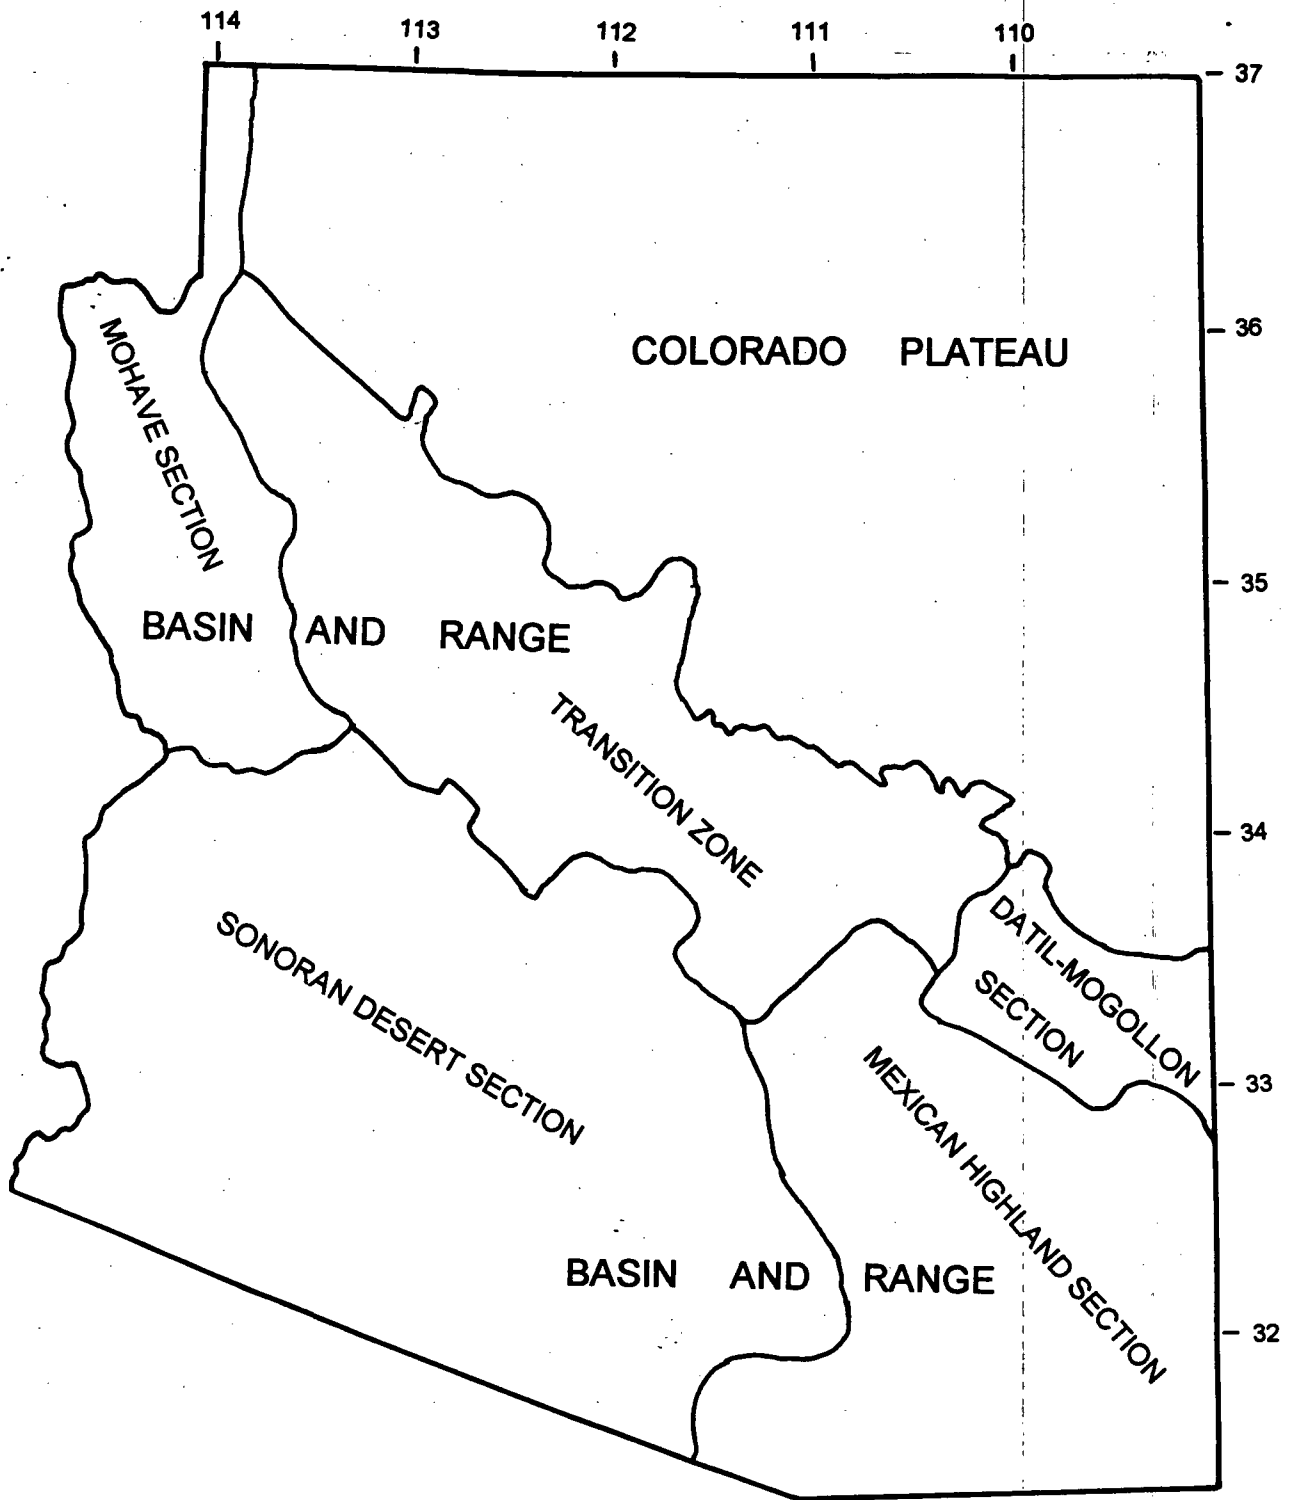 114 113 112 111 110
37
36
COLORADO PLATEAU
MOHAVE SECTION
35
BASIN AND RANGE
TRANSITION ZONE
34
DATIL-MOGOLLON
SECTION
SONORAN DESERT SECTION
33
MEXICAN HIGHLAND SECTION
BASIN AND RANGE
32